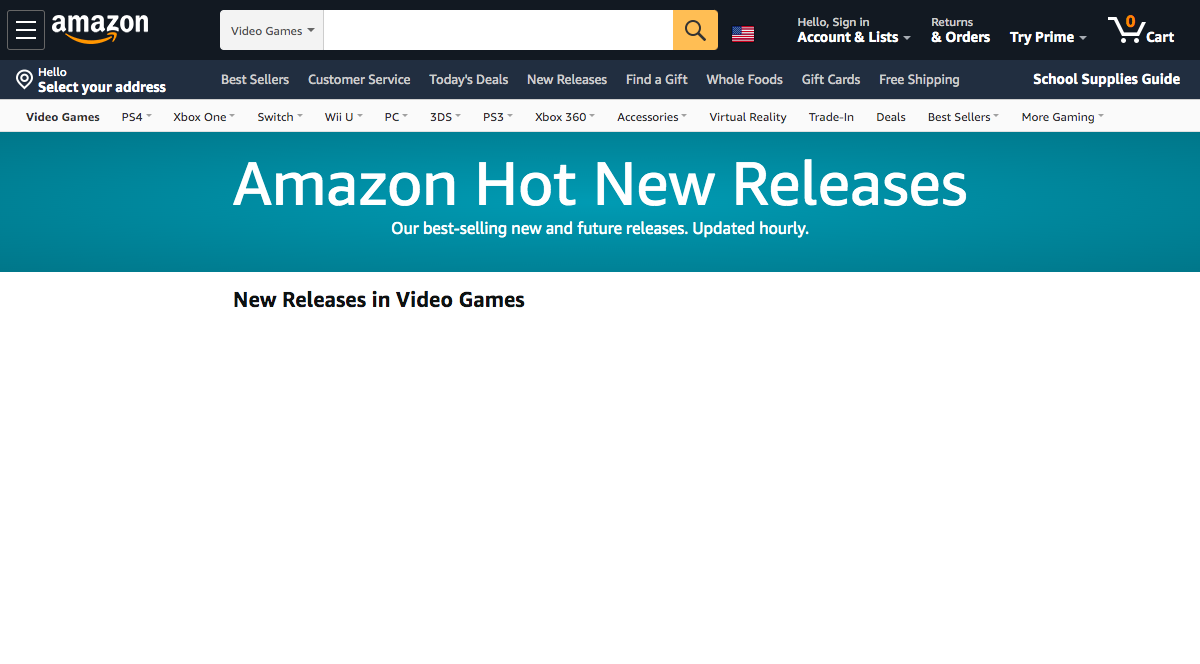 amazon
Video Games
Hello, Sign in
Account & Lists
Returns
& Orders
Try Prime
0
Cart
Hello
Select your address
Best Sellers Customer Service Today's Deals New Releases Find a Gift Whole Foods Gift Cards Free Shipping
School Supplies Guide
Video Games PS4 Xbox One Switch Wii U PC 3DS PS3 Xbox 360 Accessories Virtual Reality Trade-In Deals Best Sellers More Gaming
Amazon Hot New Releases
Our best-selling new and future releases. Updated hourly.
New Releases in Video Games